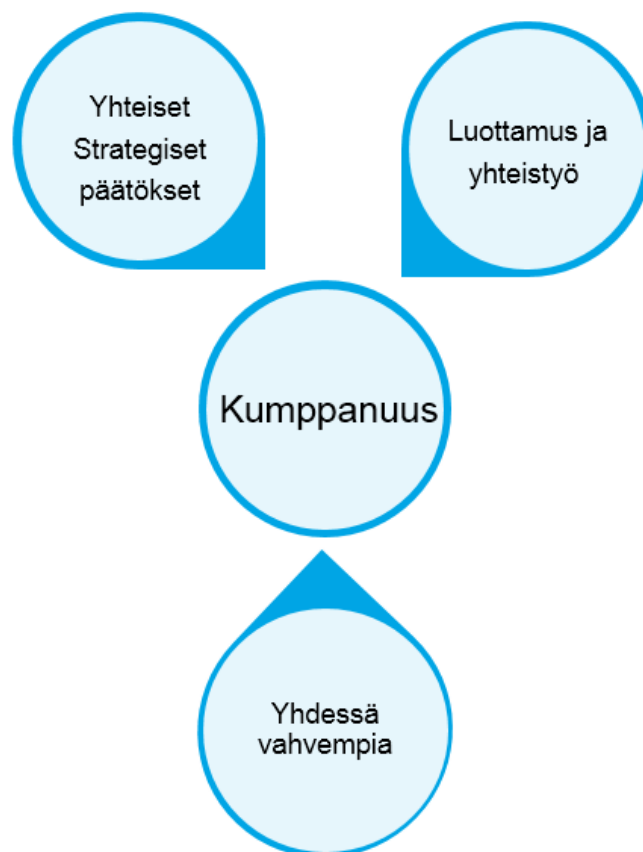 Yhteiset
Strategiset
päätökset
Luottamus ja
yhteistyö
Kumppanuus
Yhdessä
vahvempia